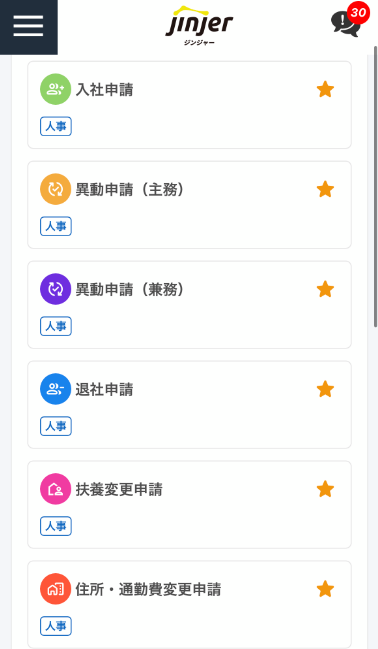 jinjer
ジンジャー
30
入社申請
人事
異動申請（主務）
人事
異動申請（兼務）
人事
退社申請
人事
扶養変更申請
人事
住所・通勤費変更申請
人事